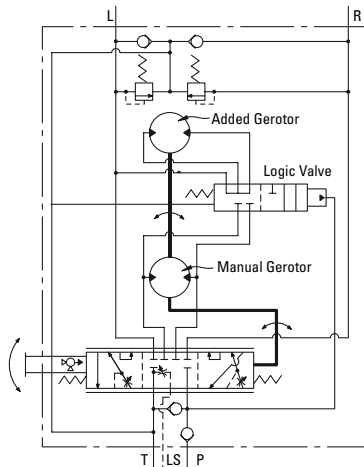 L R
Added Gerotor
Logic Valve
Manual Gerotor
T LS P